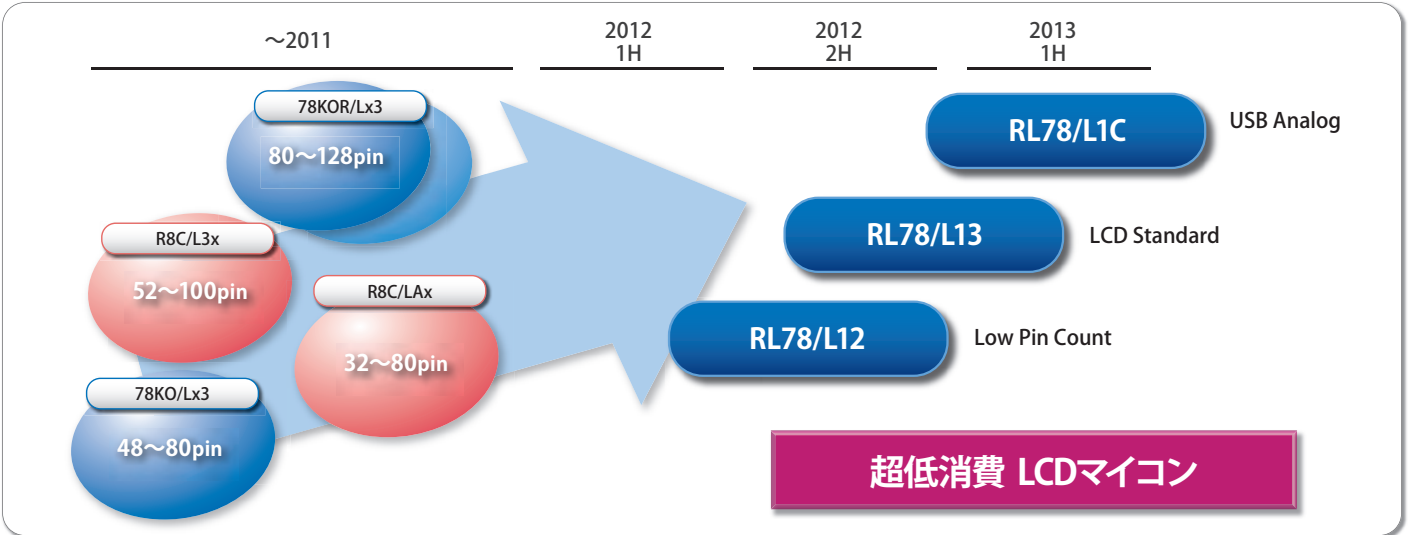 ～2011
2012
1H
2012
2H
2013
1H
78KOR/Lx3
80～128pin
R8C/L3x
52～100pin
R8C/LAx
32～80pin
78KO/Lx3
48～80pin
RL78/L1C
USB Analog
RL78/L13
LCD Standard
RL78/L12
Low Pin Count
超低消費 LCDマイコン